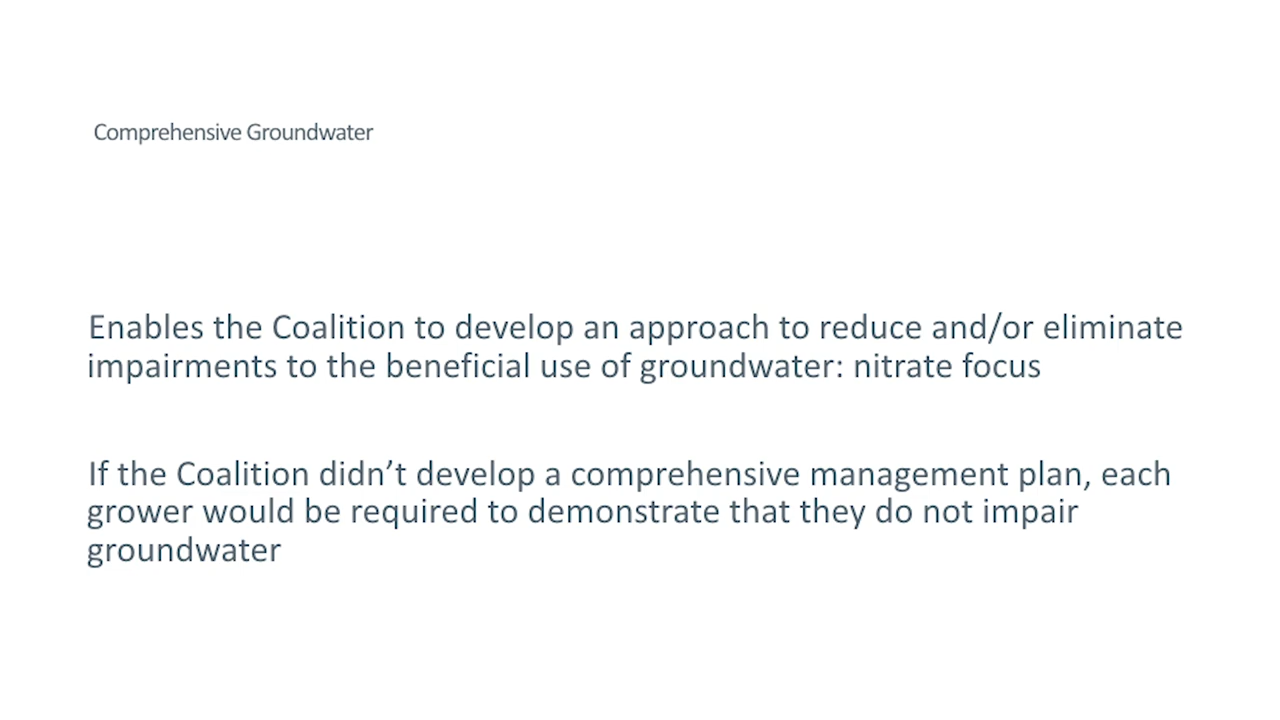 Comprehensive Groundwater
Enables the Coalition to develop an approach to reduce and/or eliminate
impairments to the beneficial use of groundwater: nitrate focus
If the Coalition didn’t develop a comprehensive management plan, each
grower would be required to demonstrate that they do not impair
groundwater